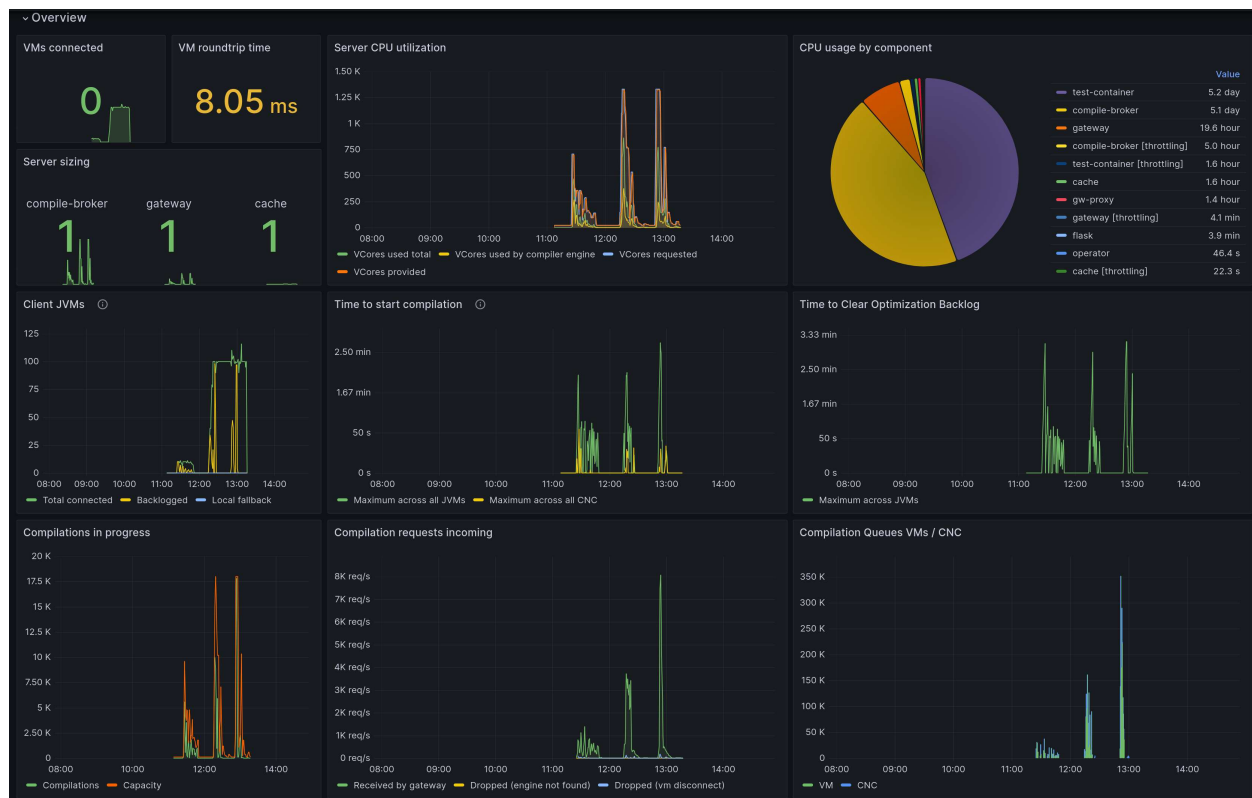 Overview
VMs connected
0
VM roundtrip time
8.05 ms
Server sizing
compile-broker gateway cache
1 1 1
Server CPU utilization
1.50 K
1.25 K
1 K
750
500
250
0
08:00 09:00 10:00 11:00 12:00 13:00 14:00
VCores used total VCores used by compiler engine VCores requested
VCores provided
CPU usage by component
Value
test-container 5.2 day
compile-broker 5.1 day
gateway 19.6 hour
compile-broker [throttling] 5.0 hour
test-container [throttling] 1.6 hour
cache 1.6 hour
gw-proxy 1.4 hour
gateway [throttling] 4.1 min
flask 3.9 min
operator 46.4 s
cache [throttling] 22.3 s
Client JVMs
125
100
75
50
25
0
08:00 09:00 10:00 11:00 12:00 13:00 14:00
Total connected Backlogged Local fallback
Time to start compilation
2.50 min
1.67 min
50 s
0 s
08:00 09:00 10:00 11:00 12:00 13:00 14:00
Maximum across all JVMs Maximum across all CNC
Time to Clear Optimization Backlog
3.33 min
2.50 min
1.67 min
50 s
0 s
08:00 09:00 10:00 11:00 12:00 13:00 14:00
Maximum across JVMs
Compilations in progress
20 K
17.5 K
15 K
12.5 K
10 K
7.50 K
5 K
2.50 K
0
08:00 10:00 12:00 14:00
Compilations Capacity
Compilation requests incoming
8K req/s
7K req/s
6K req/s
5K req/s
4K req/s
3K req/s
2K req/s
1K req/s
0 req/s
08:00 09:00 10:00 11:00 12:00 13:00 14:00
Received by gateway Dropped (engine not found) Dropped (vm disconnect)
Compilation Queues VMs / CNC
350 K
300 K
250 K
200 K
150 K
100 K
50 K
0
08:00 09:00 10:00 11:00 12:00 13:00 14:00
VM CNC